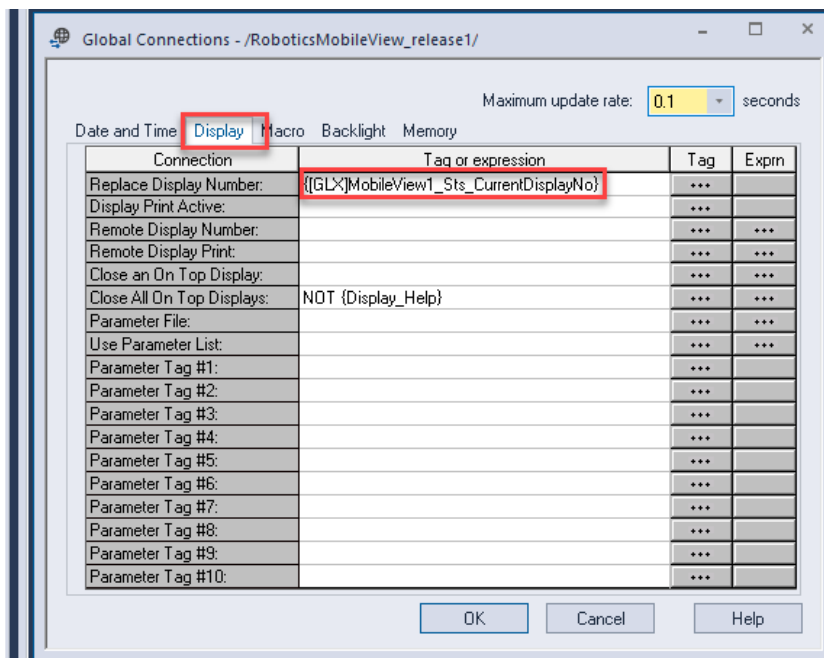 Global Connections - /RoboticsMobileView_release1/
Maximum update rate: 0.1 seconds
Date and Time Display Macro Backlight Memory
Connection Tag or expression Tag Exprn
Replace Display Number: {[GLX]MobileView1_Sts_CurrentDisplayNo} •••
Display Print Active: •••
Remote Display Number: ••• •••
Remote Display Print: ••• •••
Close an On Top Display: ••• •••
Close All On Top Displays: NOT {Display_Help} ••• •••
Parameter File: ••• •••
Use Parameter List: ••• •••
Parameter Tag #1: •••
Parameter Tag #2: •••
Parameter Tag #3: •••
Parameter Tag #4: •••
Parameter Tag #5: •••
Parameter Tag #6: •••
Parameter Tag #7: •••
Parameter Tag #8: •••
Parameter Tag #9: •••
Parameter Tag #10: •••
OK Cancel Help